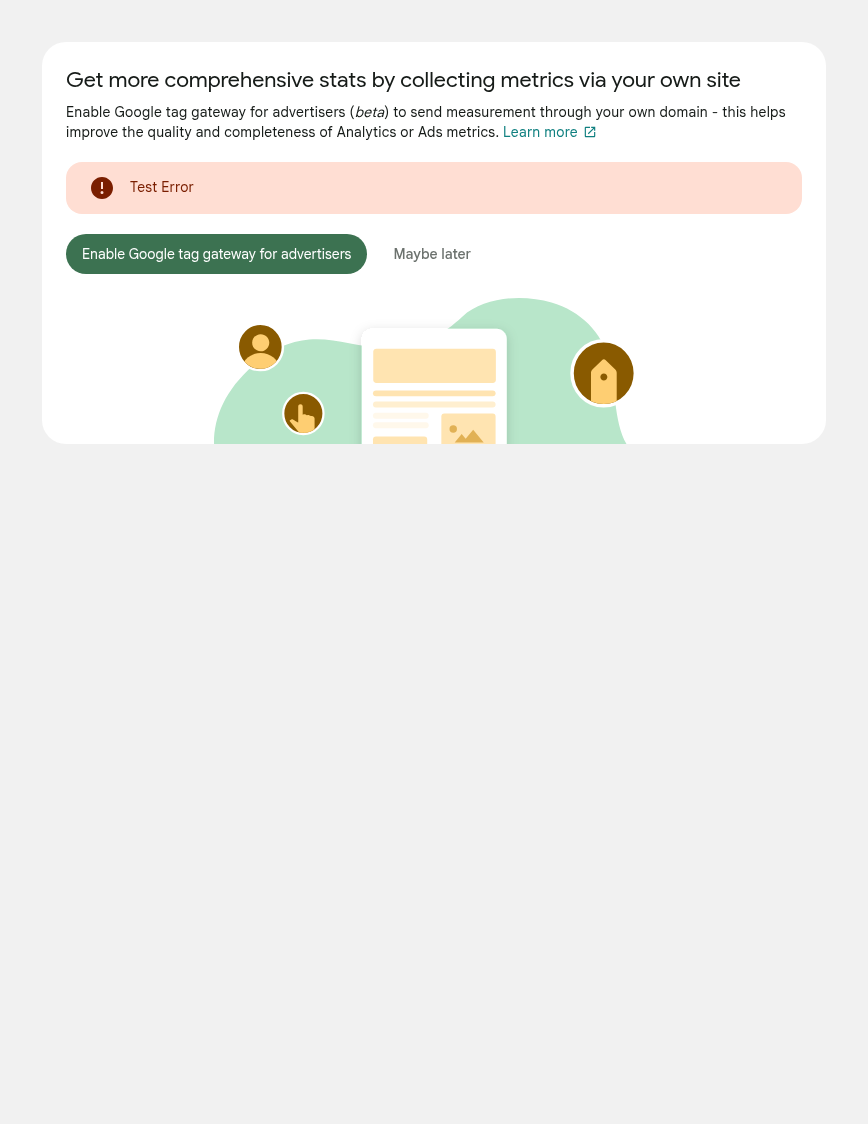 Get more comprehensive stats by collecting metrics via your own site
Enable Google tag gateway for advertisers (beta) to send measurement through your own domain - this helps
improve the quality and completeness of Analytics or Ads metrics. Learn more
Test Error
Enable Google tag gateway for advertisers
Maybe later